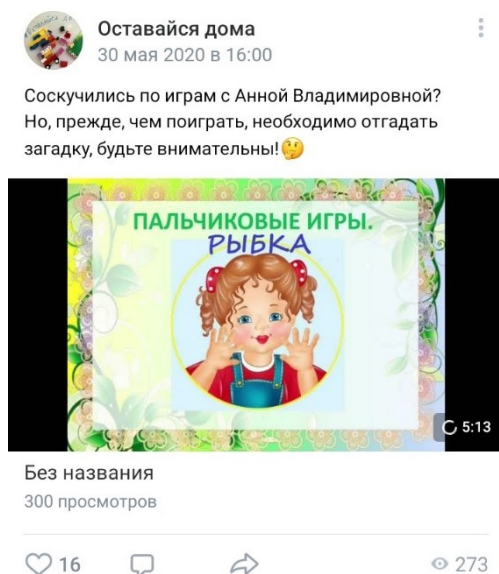 Оставайся дома
30 мая 2020 в 16:00
Соскучились по играм с Анной Владимировной?
Но, прежде, чем поиграть, необходимо отгадать
загадку, будьте внимательны!🤔
ПАЛЬЧИКОВЫЕ ИГРЫ.
РЫБКА
5:13
Без названия
300 просмотров
16
273